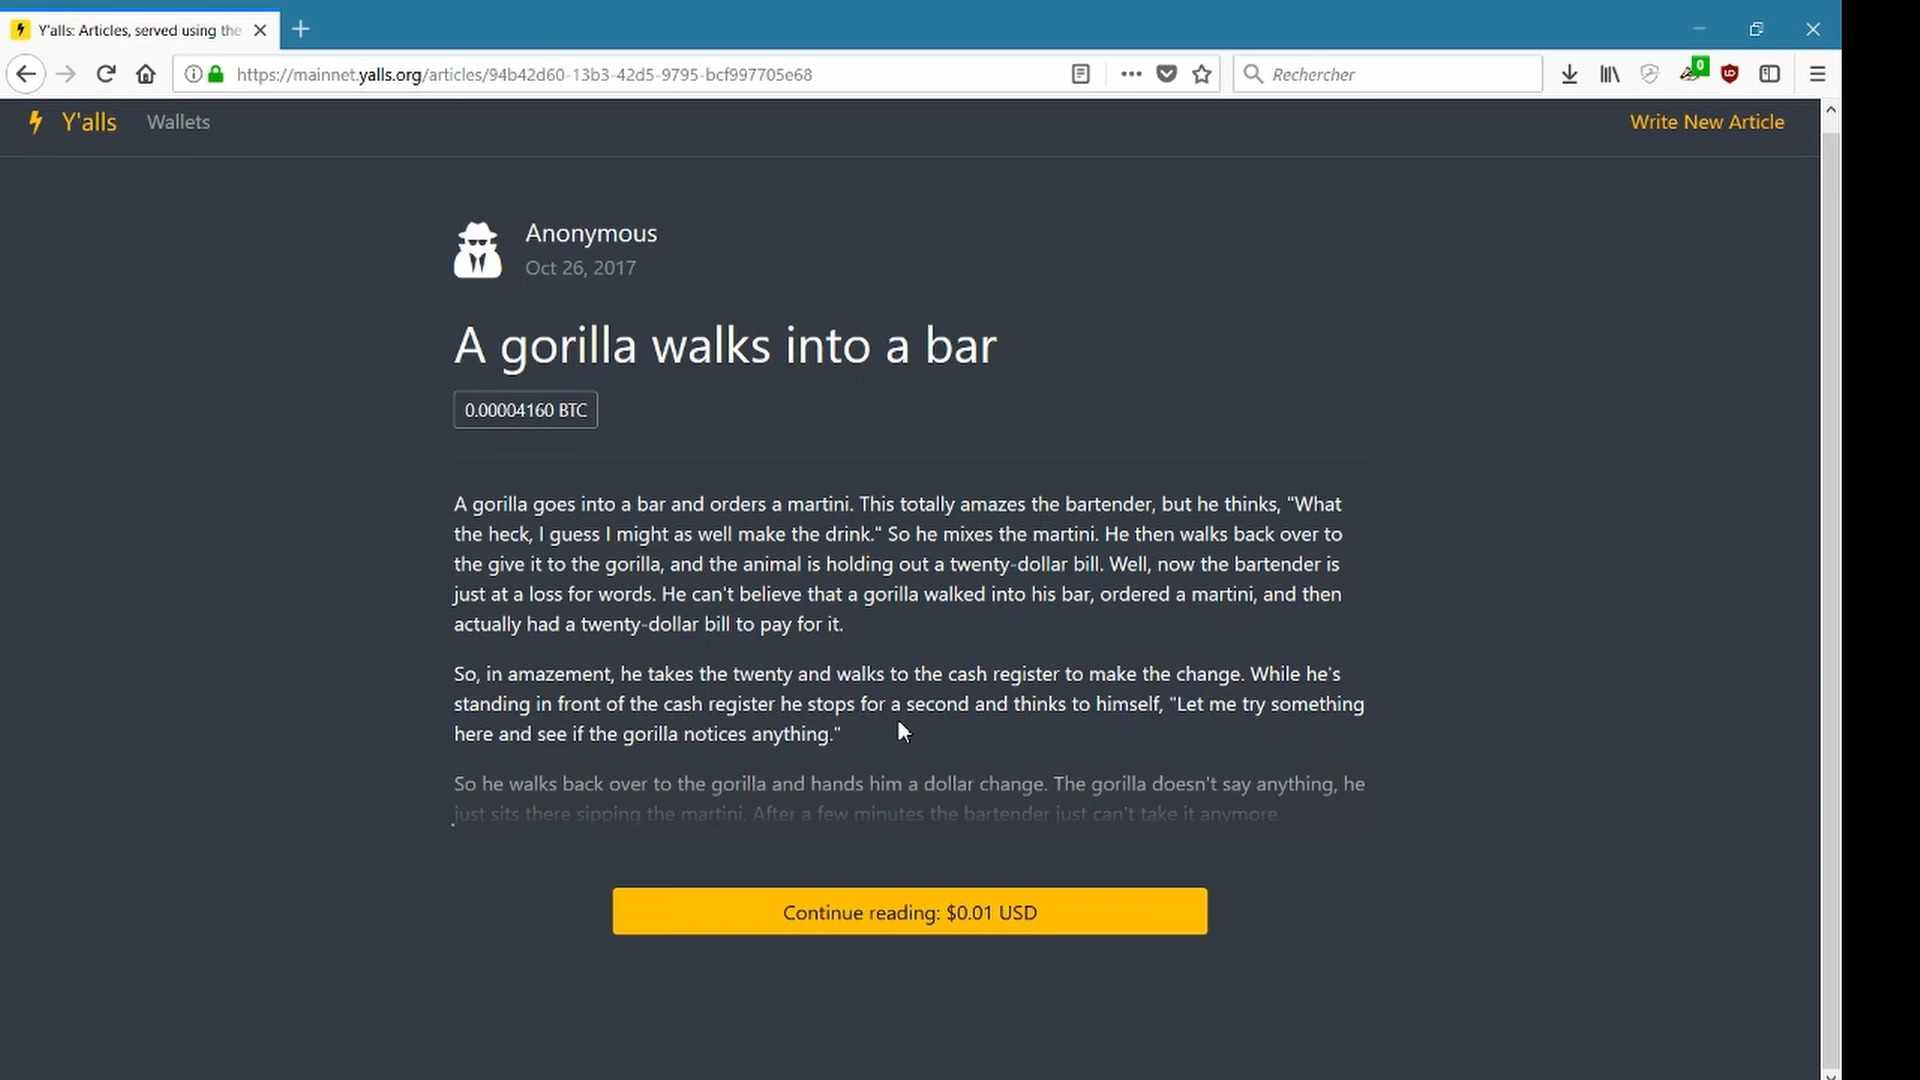 Y'alls: Articles, served using the
https://mainnet.yalls.org/articles/94b42d60-13b3-42d5-9795-bcf997705e68
Rechercher
0
Y'alls
Wallets
Write New Article
Anonymous
Oct 26, 2017
A gorilla walks into a bar
0.00004160 BTC
A gorilla goes into a bar and orders a martini. This totally amazes the bartender, but he thinks, "What
the heck, I guess I might as well make the drink." So he mixes the martini. He then walks back over to
the give it to the gorilla, and the animal is holding out a twenty-dollar bill. Well, now the bartender is
just at a loss for words. He can't believe that a gorilla walked into his bar, ordered a martini, and then
actually had a twenty-dollar bill to pay for it.
So, in amazement, he takes the twenty and walks to the cash register to make the change. While he's
standing in front of the cash register he stops for a second and thinks to himself, "Let me try something
here and see if the gorilla notices anything."
So he walks back over to the gorilla and hands him a dollar change. The gorilla doesn't say anything, he
just sits there sipping the martini. After a few minutes the bartender just can't take it anymore.
Continue reading: $0.01 USD